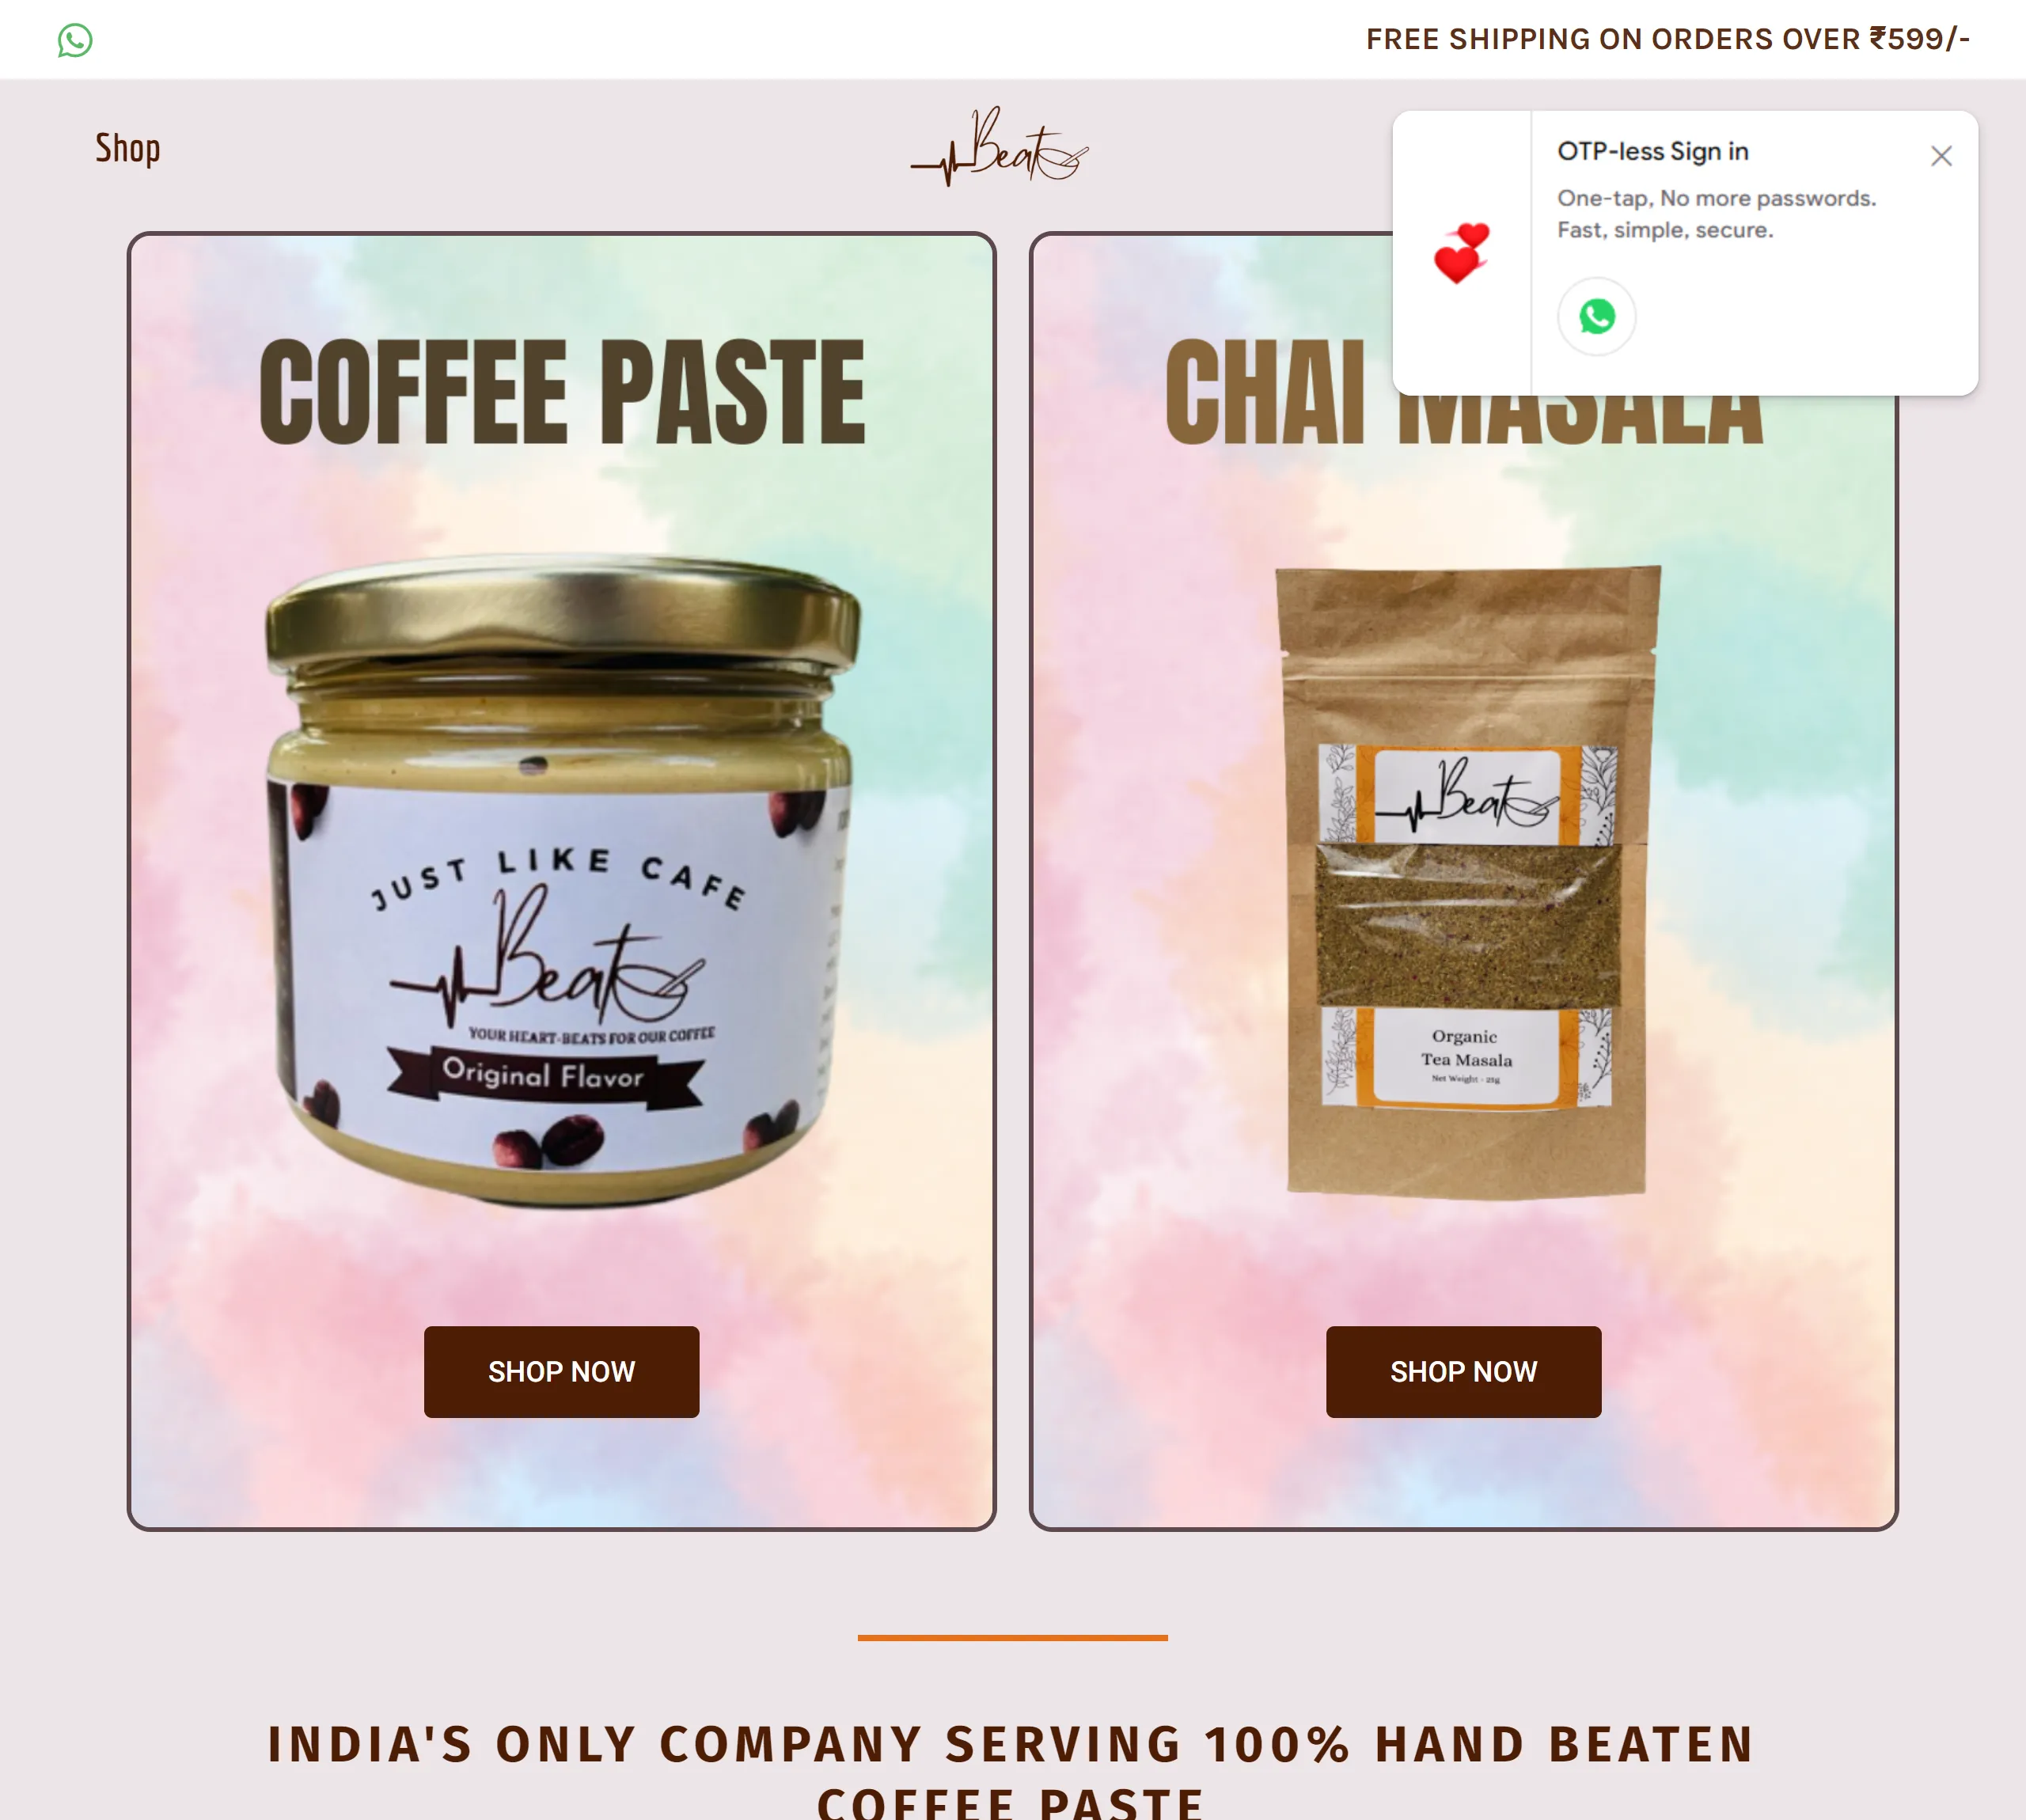 FREE SHIPPING ON ORDERS OVER ₹599/-
Shop
Beat
OTP-less Sign in
One-tap, No more passwords.
Fast, simple, secure.
COFFEE PASTE
CHAI MASALA
JUST LIKE CAFE
Beat
YOUR HEART-BEATS FOR OUR COFFEE
Original Flavor
Beat
Organic
Tea Masala
Net Weight - 25g
SHOP NOW
SHOP NOW
INDIA'S ONLY COMPANY SERVING 100% HAND BEATEN
COFFEE PASTE